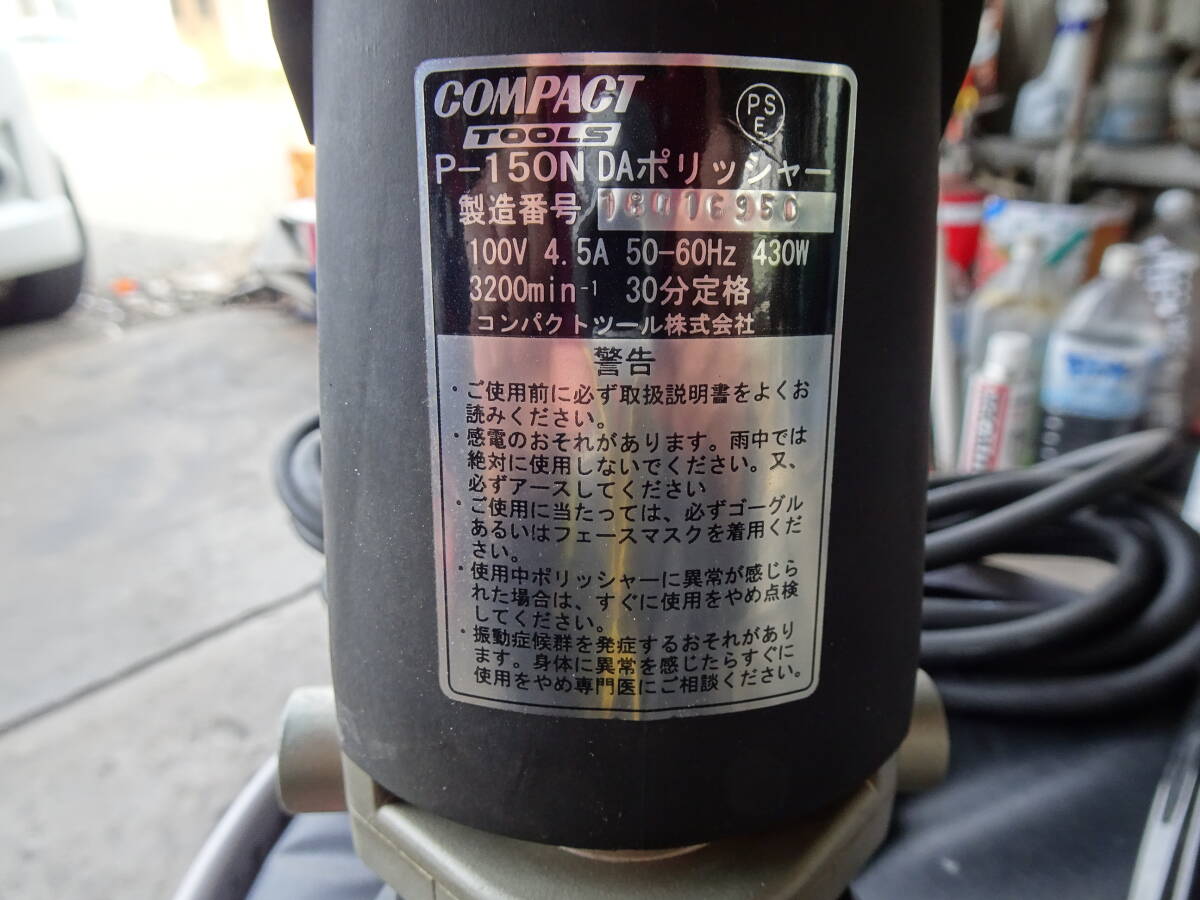 COMPACT
TOOLS
PS
E
P-150N DAポリッシャー
製造番号
100V 4.5A 50-60Hz 430W
3200min-1 30分定格
コンパクトツール株式会社
警告
・ご使用前に必ず取扱説明書をよくお
読みください。
・感電のおそれがあります。雨中では
絶対に使用しないでください。又、
必ずアースしてください
・ご使用に当たっては、必ずゴーグル
あるいはフェースマスクを着用くだ
さい。
・使用中ポリッシャーに異常が感じら
れた場合は、すぐに使用をやめ点検
してください。
・振動症候群を発症するおそれがあり
ます。身体に異常を感じたらすぐに
使用をやめ専門医にご相談ください。